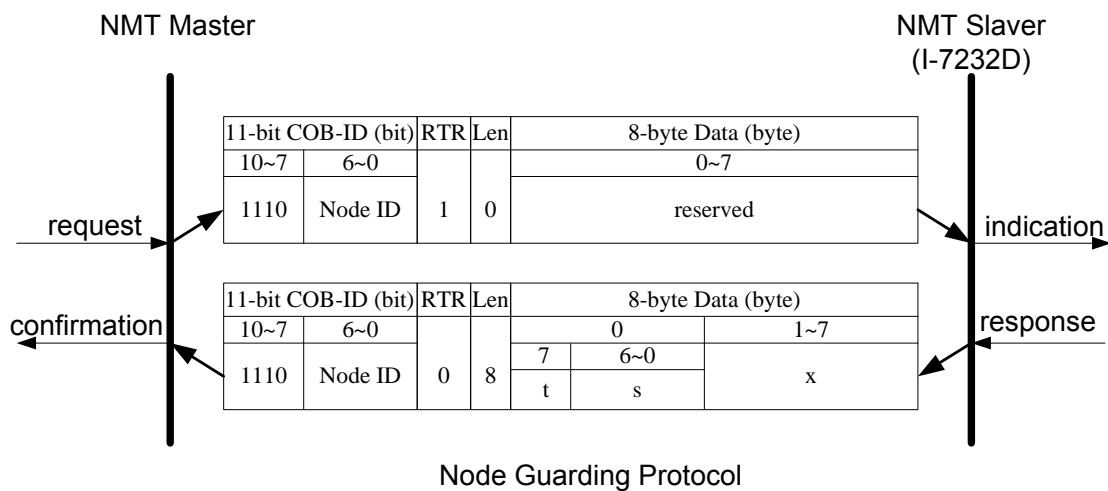 NMT Master
NMT Slaver
(I-7232D)
11-bit COB-ID (bit) RTR Len 8-byte Data (byte)
10~7 6~0 0~7
1110 Node ID 1 0 reserved
request
indication
11-bit COB-ID (bit) RTR Len 8-byte Data (byte)
10~7 6~0 0 1~7
confirmation
response
7 6~0
1110 Node ID 0 8 x
t s
Node Guarding Protocol